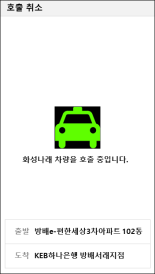 호출 취소
화성나래 차량을 호출 중입니다.
출발 방배e-편한세상3차아파트 102동
도착 KEB하나은행 방배서래지점